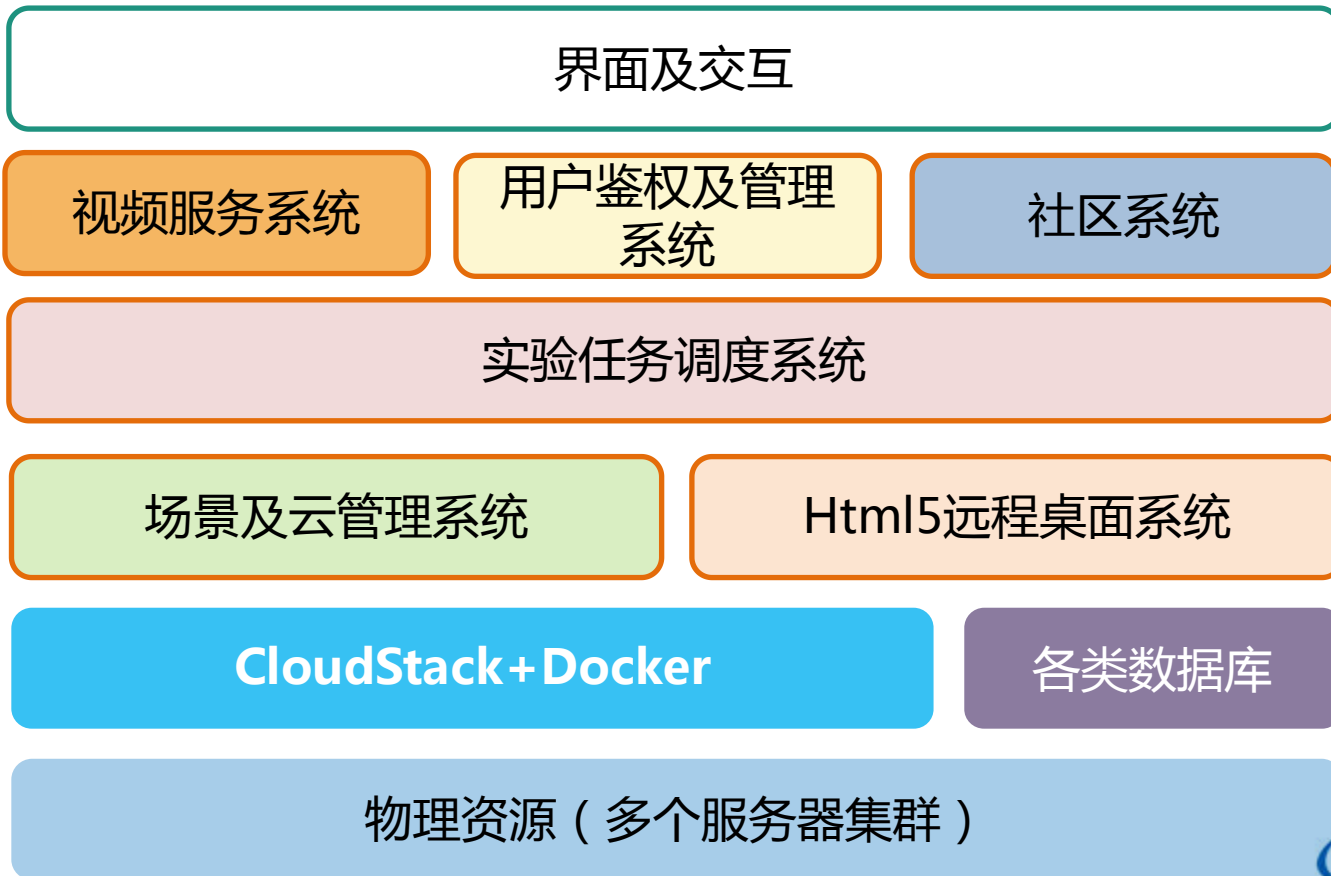 界面及交互
视频服务系统
用户鉴权及管理
系统
社区系统
实验任务调度系统
场景及云管理系统
Html5远程桌面系统
CloudStack+Docker
各类数据库
物理资源（多个服务器集群）